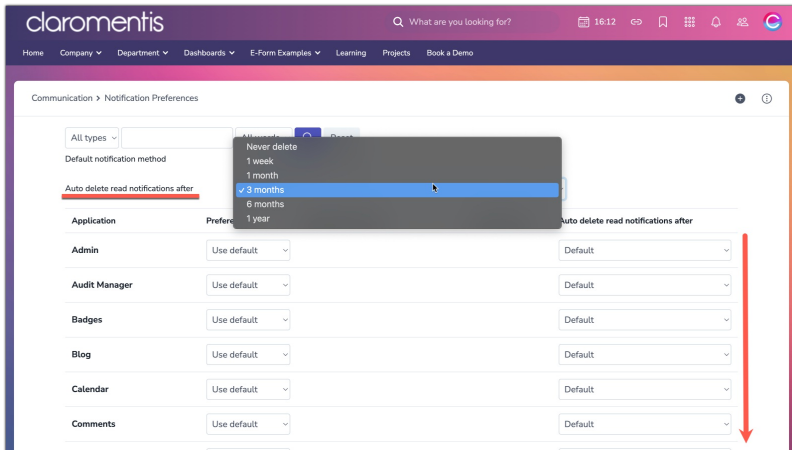 claromentis
What are you looking for?
16:12
Home Company Department Dashboards E-Form Examples Learning Projects Book a Demo
Communication > Notification Preferences
All types All words Reset
Default notification method
Never delete
1 week
1 month
Auto delete read notifications after
✓ 3 months
6 months
1 year
Application Prefer Auto delete read notifications after
Admin Use default Default
Audit Manager Use default Default
Badges Use default Default
Blog Use default Default
Calendar Use default Default
Comments Use default Default